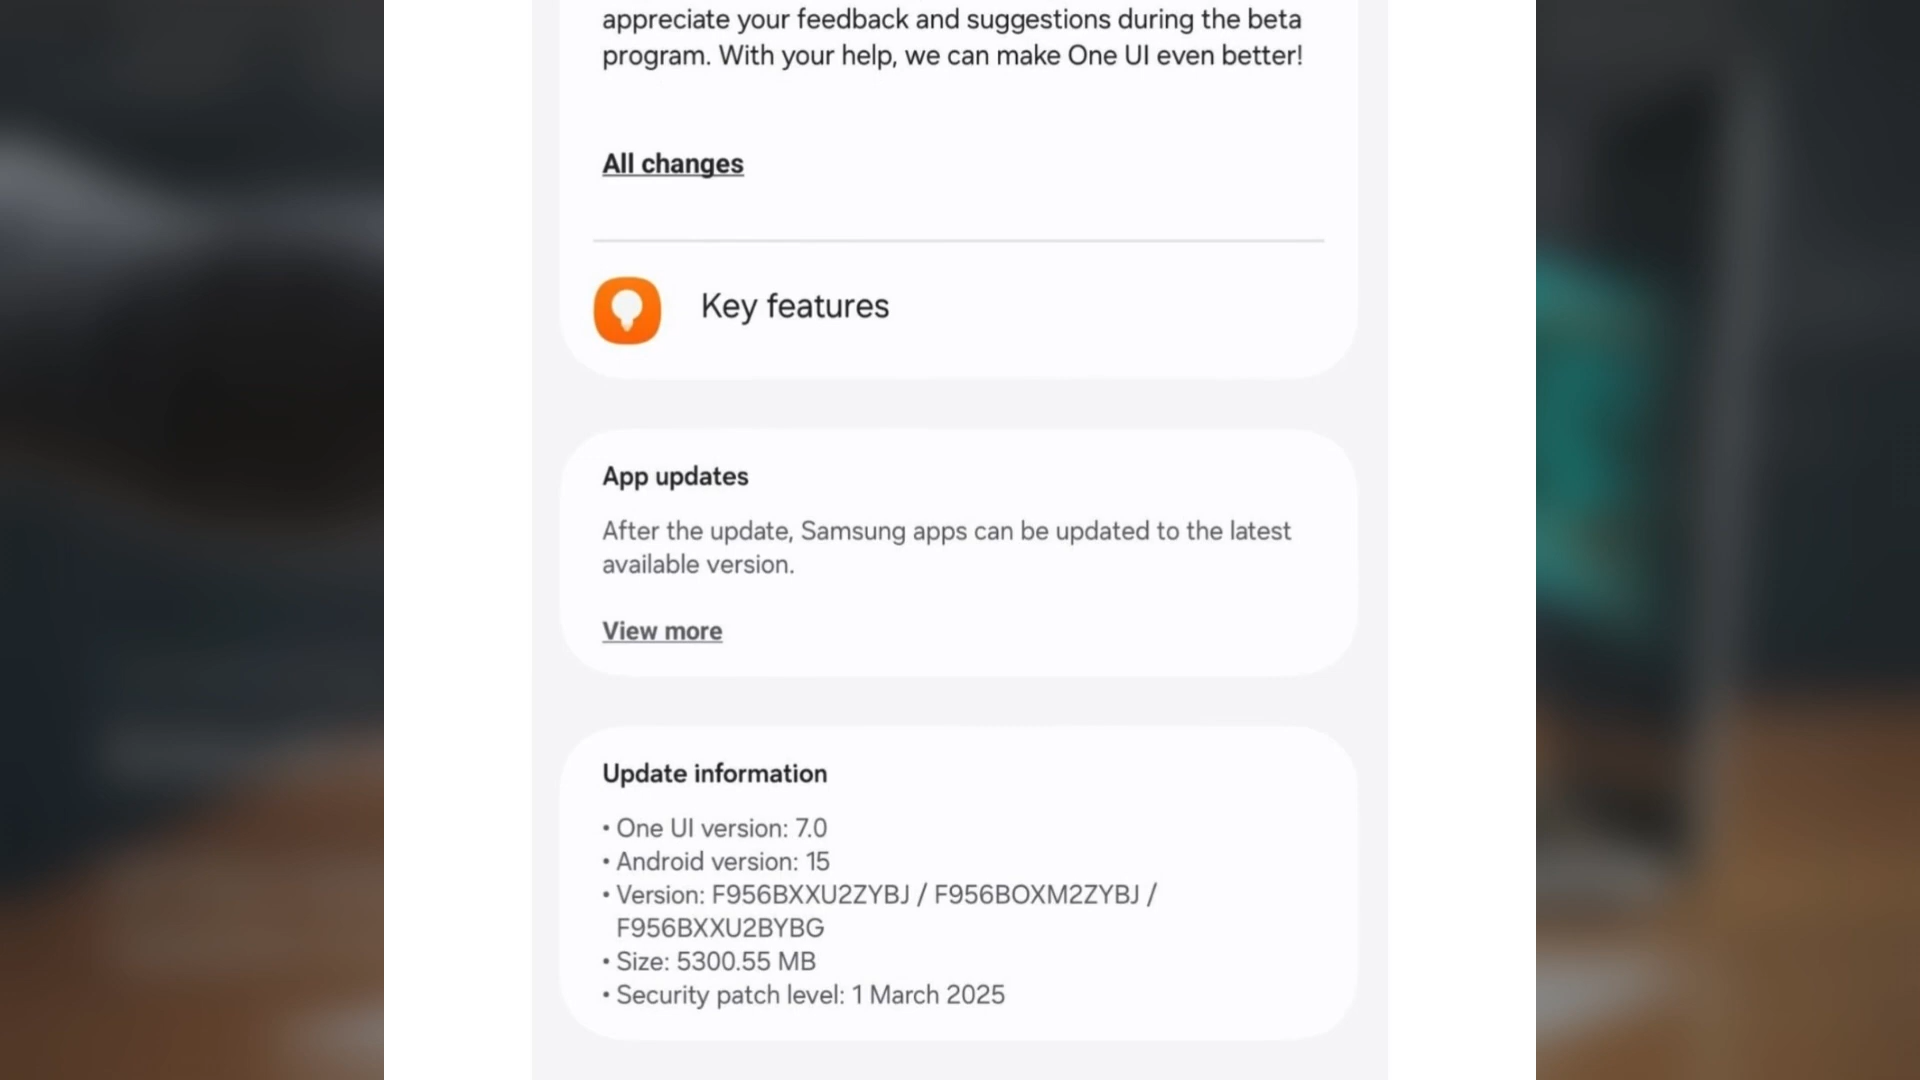 appreciate your feedback and suggestions during the beta
program. With your help, we can make One UI even better!
All changes
Key features
App updates
After the update, Samsung apps can be updated to the latest
available version.
View more
Update information
• One UI version: 7.0
• Android version: 15
• Version: F956BXXU2ZYBJ / F956BOXM2ZYBJ /
F956BXXU2BYBG
• Size: 5300.55 MB
• Security patch level: 1 March 2025